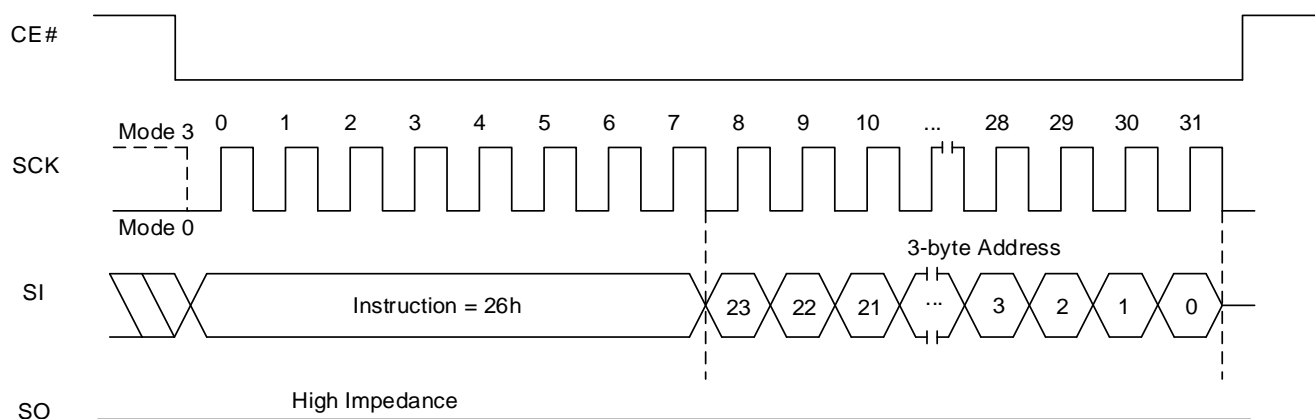 CE#
Mode 3
0 1 2 3 4 5 6 7 8 9 10 ... 28 29 30 31
SCK
Mode 0
3-byte Address
SI
Instruction = 26h
23 22 21 ... 3 2 1 0
High Impedance
SO